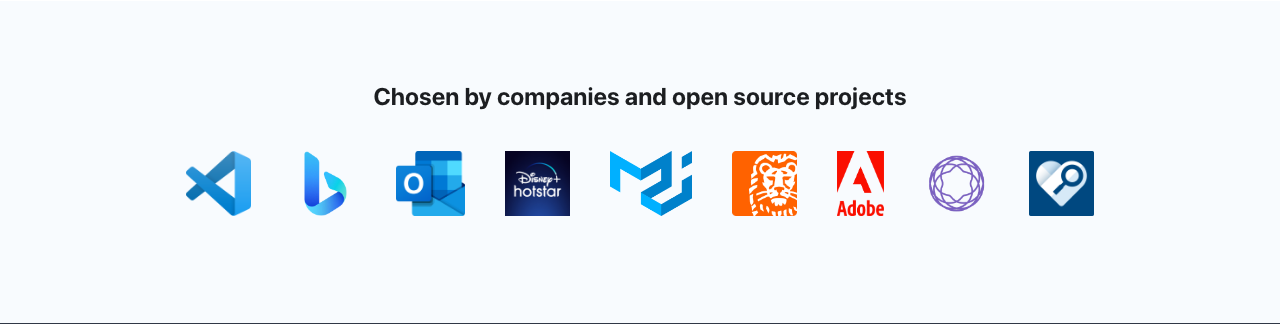 Chosen by companies and open source projects
O
Disney+
hotstar
Adobe